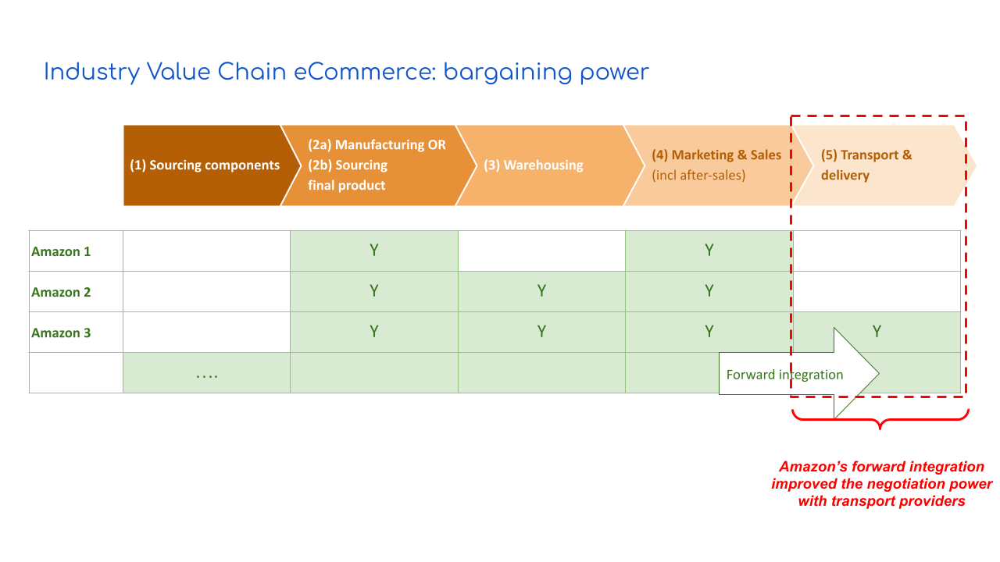 Industry Value Chain eCommerce: bargaining power
(1) Sourcing components
(2a) Manufacturing OR
(2b) Sourcing
final product
(3) Warehousing
(4) Marketing & Sales
(incl after-sales)
(5) Transport &
delivery
Amazon 1 Y Y
Amazon 2 Y Y Y
Amazon 3 Y Y Y Y
....
Forward integration
Amazon’s forward integration
improved the negotiation power
with transport providers